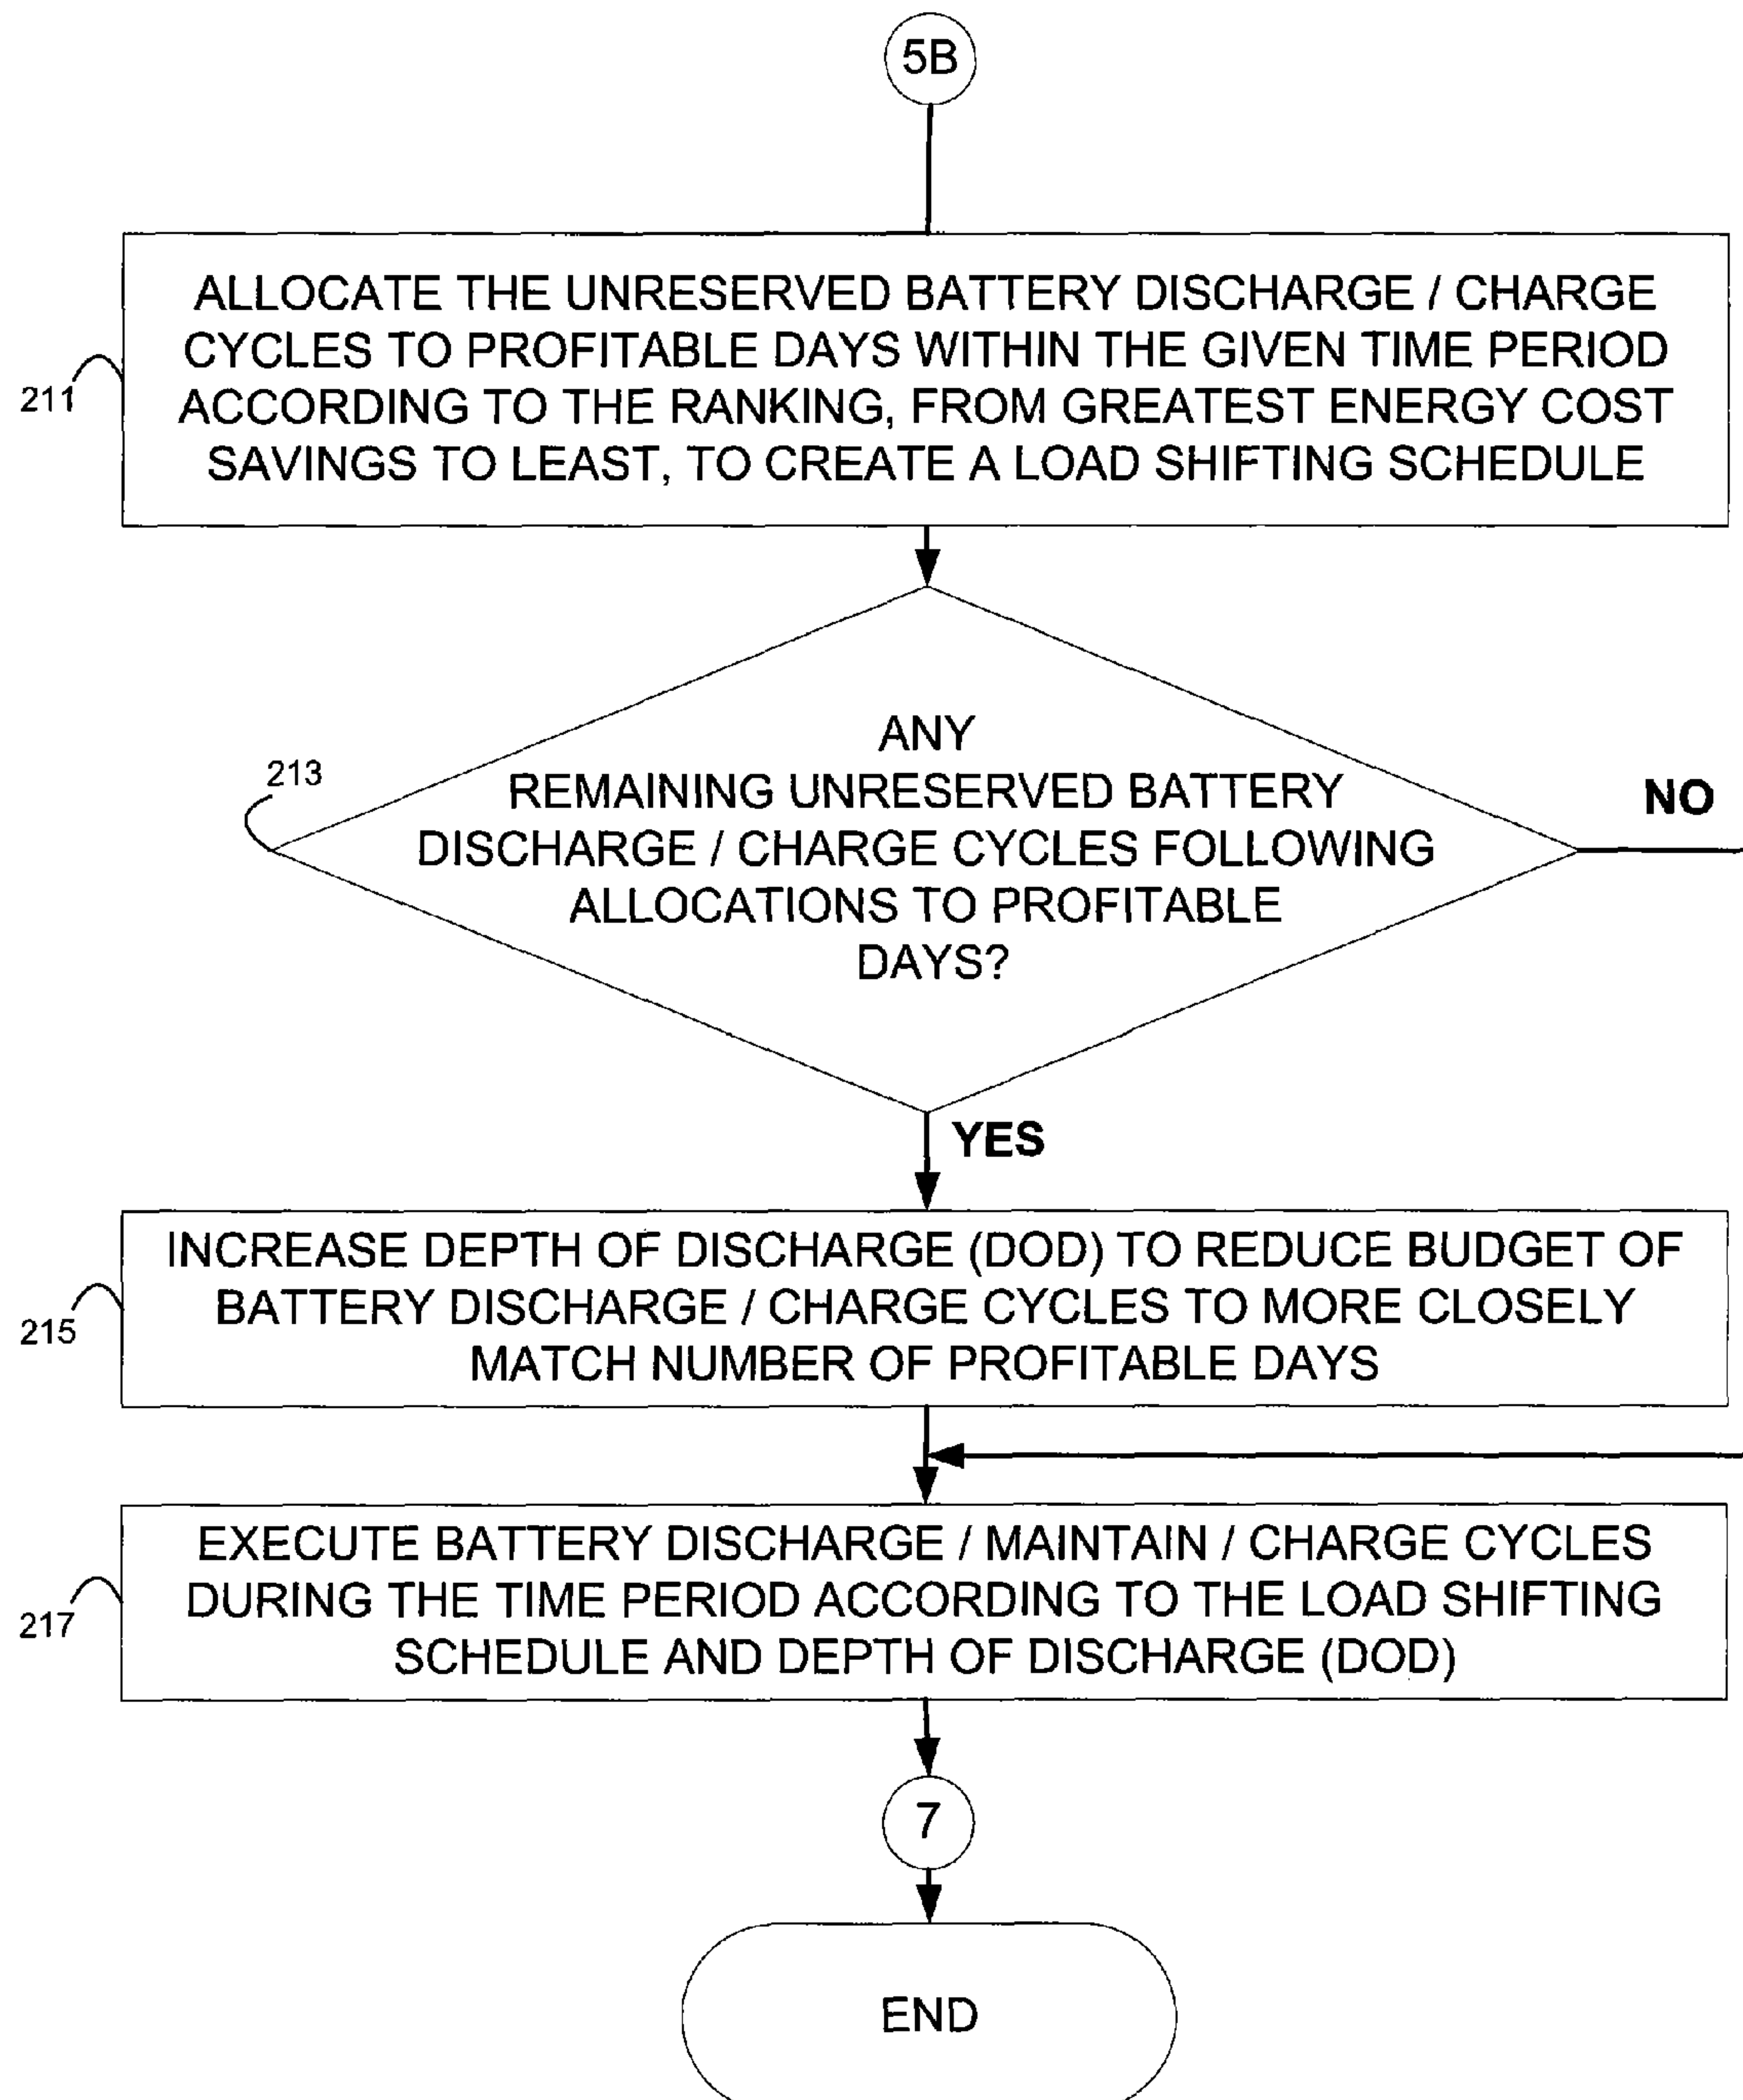 5B
ALLOCATE THE UNRESERVED BATTERY DISCHARGE / CHARGE
CYCLES TO PROFITABLE DAYS WITHIN THE GIVEN TIME PERIOD
ACCORDING TO THE RANKING, FROM GREATEST ENERGY COST
SAVINGS TO LEAST, TO CREATE A LOAD SHIFTING SCHEDULE
211
ANY
REMAINING UNRESERVED BATTERY
DISCHARGE / CHARGE CYCLES FOLLOWING
ALLOCATIONS TO PROFITABLE
DAYS?
213
NO
YES
INCREASE DEPTH OF DISCHARGE (DOD) TO REDUCE BUDGET OF
BATTERY DISCHARGE / CHARGE CYCLES TO MORE CLOSELY
MATCH NUMBER OF PROFITABLE DAYS
215
EXECUTE BATTERY DISCHARGE / MAINTAIN / CHARGE CYCLES
DURING THE TIME PERIOD ACCORDING TO THE LOAD SHIFTING
SCHEDULE AND DEPTH OF DISCHARGE (DOD)
217
7
END